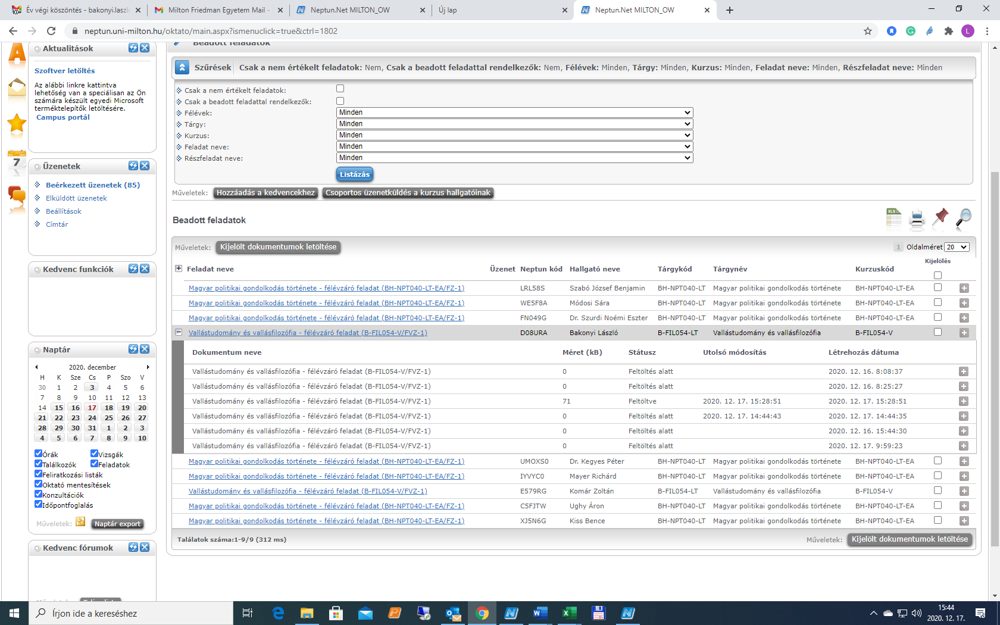 Év végi köszöntés - bakonyi.laszl
Milton Friedman Egyetem Mail -
Neptun.Net MILTON_OW
Új lap
Neptun.Net MILTON_OW
neptun.uni-milton.hu/oktato/main.aspx?ismenuclick=true&ctrl=1802
L
Aktualitások
Szoftver letöltés
Az alábbi linkre kattintva
lehetőség van a speciálisan az Ön
számára készült egyedi Microsoft
terméktelepítők letöltésére.
Campus portál
Üzenetek
Beérkezett üzenetek (85)
Elküldött üzenetek
Beállítások
Címtár
Kedvenc funkciók
Naptár
2020. december
H K Sze Cs P Szo V
30 1 2 3 4 5 6
7 8 9 10 11 12 13
14 15 16 17 18 19 20
21 22 23 24 25 26 27
28 29 30 31 1 2 3
4 5 6 7 8 9 10
Órák Vizsgák
Találkozók Feladatok
Feliratkozási listák
Oktató mentesítések
Konzultációk
Időpontfoglalás
Műveletek: Naptár export
Kedvenc fórumok
Beadott feladatok
Szűrések Csak a nem értékelt feladatok: Nem, Csak a beadott feladattal rendelkezők: Nem, Félévek: Minden, Tárgy: Minden, Kurzus: Minden, Feladat neve: Minden, Részfeladat neve: Minden
Csak a nem értékelt feladatok:
Csak a beadott feladattal rendelkezők:
Félévek: Minden
Tárgy: Minden
Kurzus: Minden
Feladat neve: Minden
Részfeladat neve: Minden
Listázás
Műveletek: Hozzáadás a kedvencekhez Csoportos üzenetküldés a kurzus hallgatóinak
Beadott feladatok
XLS
Műveletek: Kijelölt dokumentumok letöltése 1 Oldalméret 20
Feladat neve Üzenet Neptun kód Hallgató neve Tárgykód Tárgynév Kurzuskód Kijelölés
Magyar politikai gondolkodás története - félévzáró feladat (BH-NPT040-LT-EA/FZ-1) LRL58S Szabó József Benjamin BH-NPT040-LT Magyar politikai gondolkodás története BH-NPT040-LT-EA
Magyar politikai gondolkodás története - félévzáró feladat (BH-NPT040-LT-EA/FZ-1) WE5F8A Módosi Sára BH-NPT040-LT Magyar politikai gondolkodás története BH-NPT040-LT-EA
Magyar politikai gondolkodás története - félévzáró feladat (BH-NPT040-LT-EA/FZ-1) FN049G Dr. Szurdi Noémi Eszter BH-NPT040-LT Magyar politikai gondolkodás története BH-NPT040-LT-EA
Vallástudomány és vallásfilozófia - félévzáró feladat (B-FIL054-V/FVZ-1) D08URA Bakonyi László B-FIL054-LT Vallástudomány és vallásfilozófia B-FIL054-V
Dokumentum neve Méret (kB) Státusz Utolsó módosítás Létrehozás dátuma
Vallástudomány és vallásfilozófia - félévzáró feladat (B-FIL054-V/FVZ-1) 0 Feltöltés alatt 2020. 12. 16. 8:08:37
Vallástudomány és vallásfilozófia - félévzáró feladat (B-FIL054-V/FVZ-1) 0 Feltöltés alatt 2020. 12. 16. 8:25:27
Vallástudomány és vallásfilozófia - félévzáró feladat (B-FIL054-V/FVZ-1) 71 Feltöltve 2020. 12. 17. 15:28:51 2020. 12. 17. 15:28:51
Vallástudomány és vallásfilozófia - félévzáró feladat (B-FIL054-V/FVZ-1) 0 Feltöltés alatt 2020. 12. 17. 14:44:43 2020. 12. 17. 14:44:35
Vallástudomány és vallásfilozófia - félévzáró feladat (B-FIL054-V/FVZ-1) 0 Feltöltés alatt 2020. 12. 16. 15:44:30
Vallástudomány és vallásfilozófia - félévzáró feladat (B-FIL054-V/FVZ-1) 0 Feltöltés alatt 2020. 12. 17. 9:59:23
Magyar politikai gondolkodás története - félévzáró feladat (BH-NPT040-LT-EA/FZ-1) UMOXS0 Dr. Kegyes Péter BH-NPT040-LT Magyar politikai gondolkodás története BH-NPT040-LT-EA
Magyar politikai gondolkodás története - félévzáró feladat (BH-NPT040-LT-EA/FZ-1) IYVYC0 Mayer Richárd BH-NPT040-LT Magyar politikai gondolkodás története BH-NPT040-LT-EA
Vallástudomány és vallásfilozófia - félévzáró feladat (B-FIL054-V/FVZ-1) E579RG Komár Zoltán B-FIL054-LT Vallástudomány és vallásfilozófia B-FIL054-V
Magyar politikai gondolkodás története - félévzáró feladat (BH-NPT040-LT-EA/FZ-1) C5FJTW Ughy Áron BH-NPT040-LT Magyar politikai gondolkodás története BH-NPT040-LT-EA
Magyar politikai gondolkodás története - félévzáró feladat (BH-NPT040-LT-EA/FZ-1) XJ5N6G Kiss Bence BH-NPT040-LT Magyar politikai gondolkodás története BH-NPT040-LT-EA
Találatok száma:1-9/9 (312 ms) Műveletek: Kijelölt dokumentumok letöltése
Írjon ide a kereséshez
15:44
2020. 12. 17.